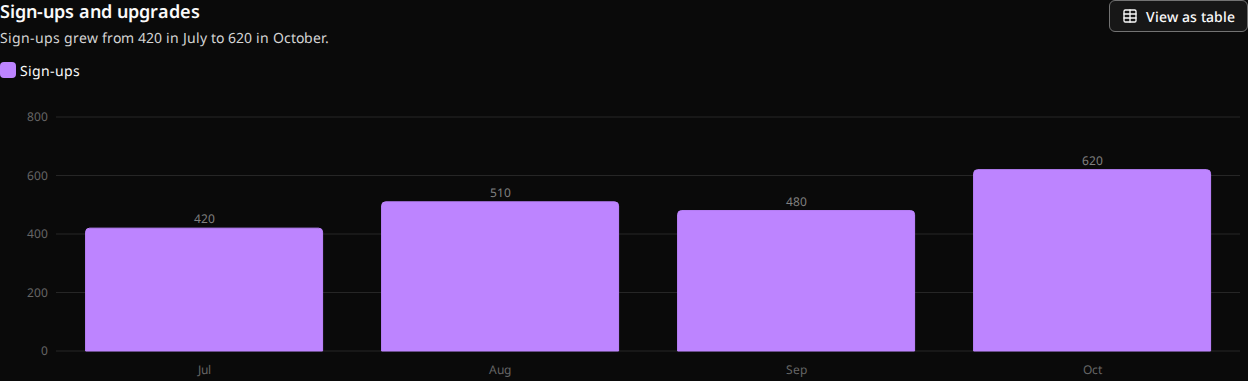 Sign-ups and upgrades
View as table
Sign-ups grew from 420 in July to 620 in October.
Sign-ups
800
600
400
200
0
420
510
480
620
Jul
Aug
Sep
Oct